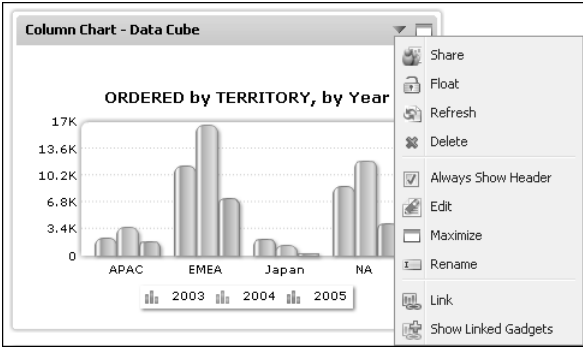 Column Chart - Data Cube
ORDERED by TERRITORY, by Year
17K
13.6K
10.2K
6.8K
3.4K
0
APAC EMEA Japan NA
2003 2004 2005
Share
Float
Refresh
Delete
Always Show Header
Edit
Maximize
Rename
Link
Show Linked Gadgets